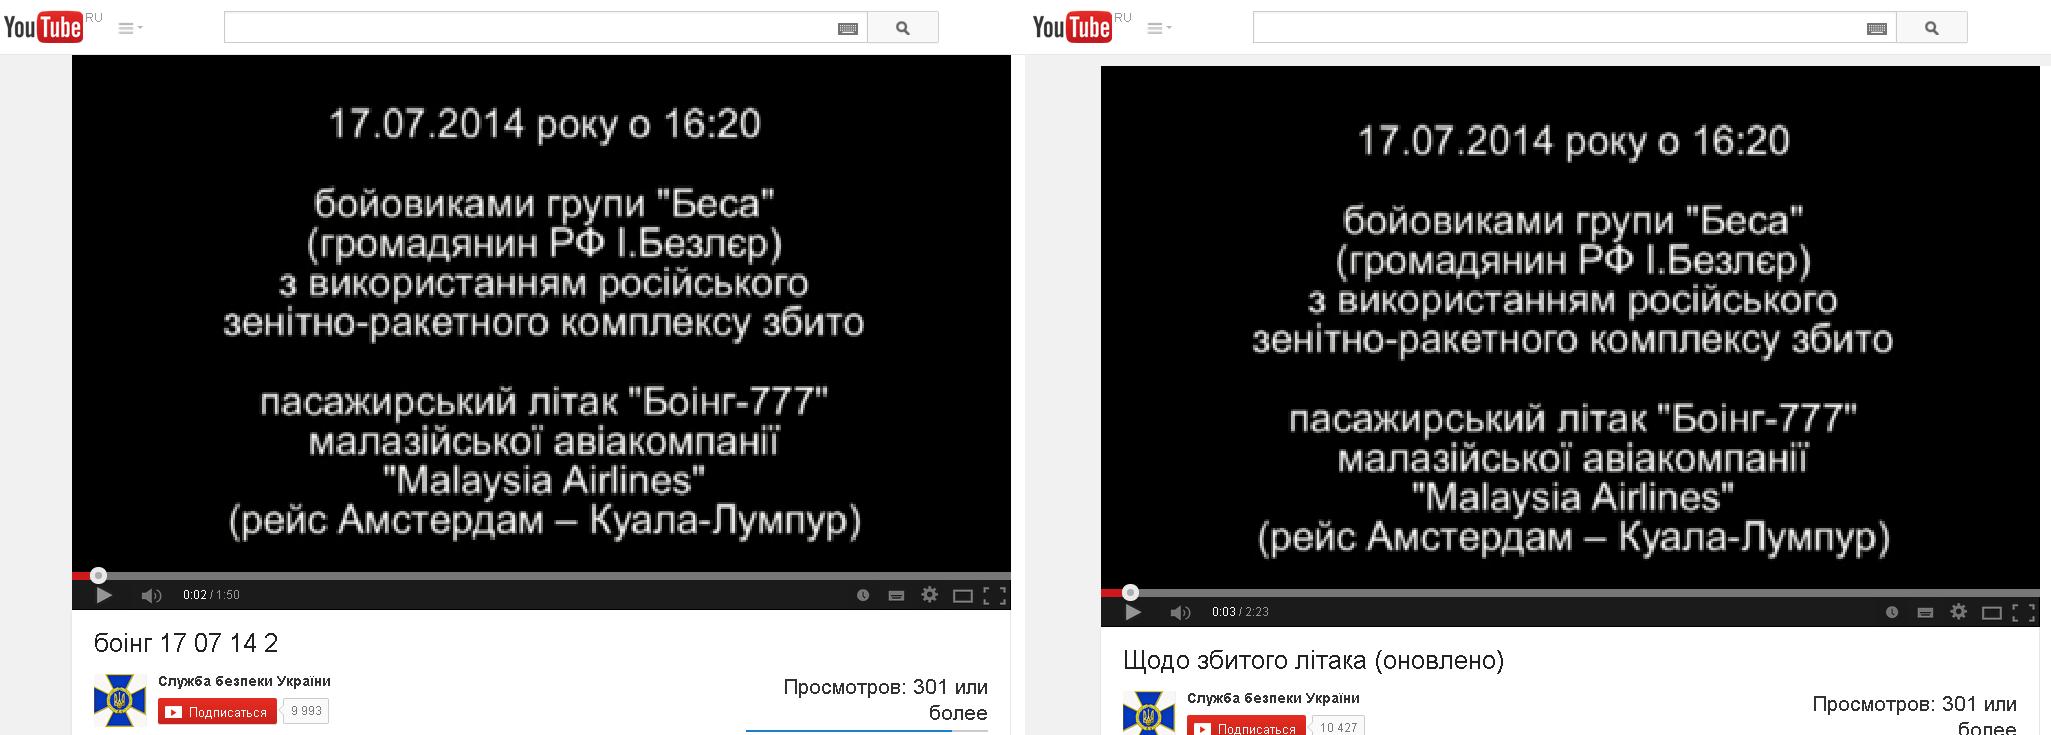 YouTube RU
17.07.2014 року о 16:20
бойовиками групи "Беса"
(громадянин РФ І.Безлєр)
з використанням російського
зенітно-ракетного комплексу збито
пасажирський літак "Боінг-777"
малазійської авіакомпанії
"Malaysia Airlines"
(рейс Амстердам – Куала-Лумпур)
0:02 / 1:50
боінг 17 07 14 2
Служба безпеки України
Подписаться 9 993
Просмотров: 301 или
более
YouTube RU
17.07.2014 року о 16:20
бойовиками групи "Беса"
(громадянин РФ І.Безлєр)
з використанням російського
зенітно-ракетного комплексу збито
пасажирський літак "Боінг-777"
малазійської авіакомпанії
"Malaysia Airlines"
(рейс Амстердам – Куала-Лумпур)
0:03 / 2:23
Щодо збитого літака (оновлено)
Служба безпеки України
Подписаться 10 427
Просмотров: 301 или
более